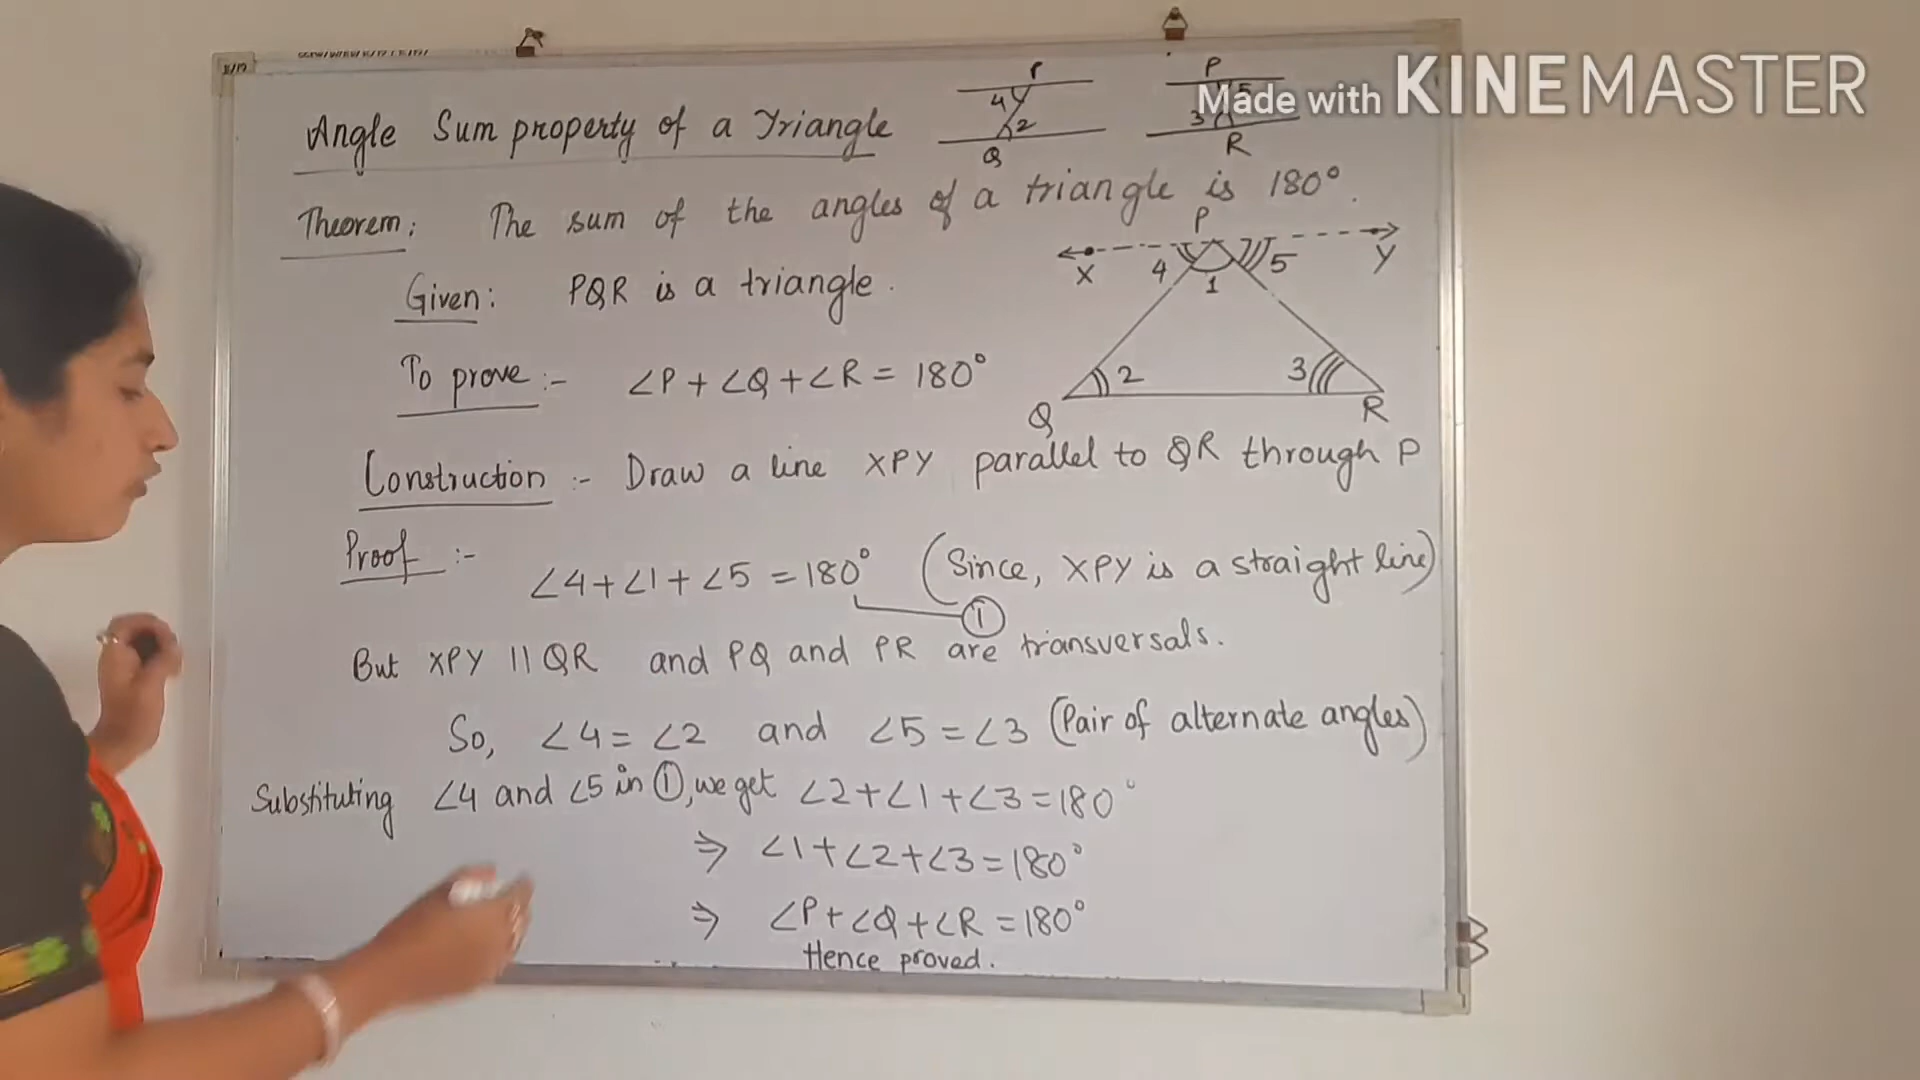 Made with KINEMASTER
P
4
2
Q
P
5
3
R
Angle Sum property of a Triangle
Theorem: The sum of the angles of a triangle is 180°.
P
X 4 1 5 Y
Given: PQR is a triangle.
To prove :- ∠P + ∠Q + ∠R = 180°
2 3
Q R
Construction :- Draw a line XPY parallel to QR through P
Proof :- ∠4 + ∠1 + ∠5 = 180° (Since, XPY is a straight line)
①
But XPY || QR and PQ and PR are transversals.
So, ∠4 = ∠2 and ∠5 = ∠3 (Pair of alternate angles)
Substituting ∠4 and ∠5 in ①, we get ∠2 + ∠1 + ∠3 = 180°
⇒ ∠1 + ∠2 + ∠3 = 180°
⇒ ∠P + ∠Q + ∠R = 180°
Hence proved.